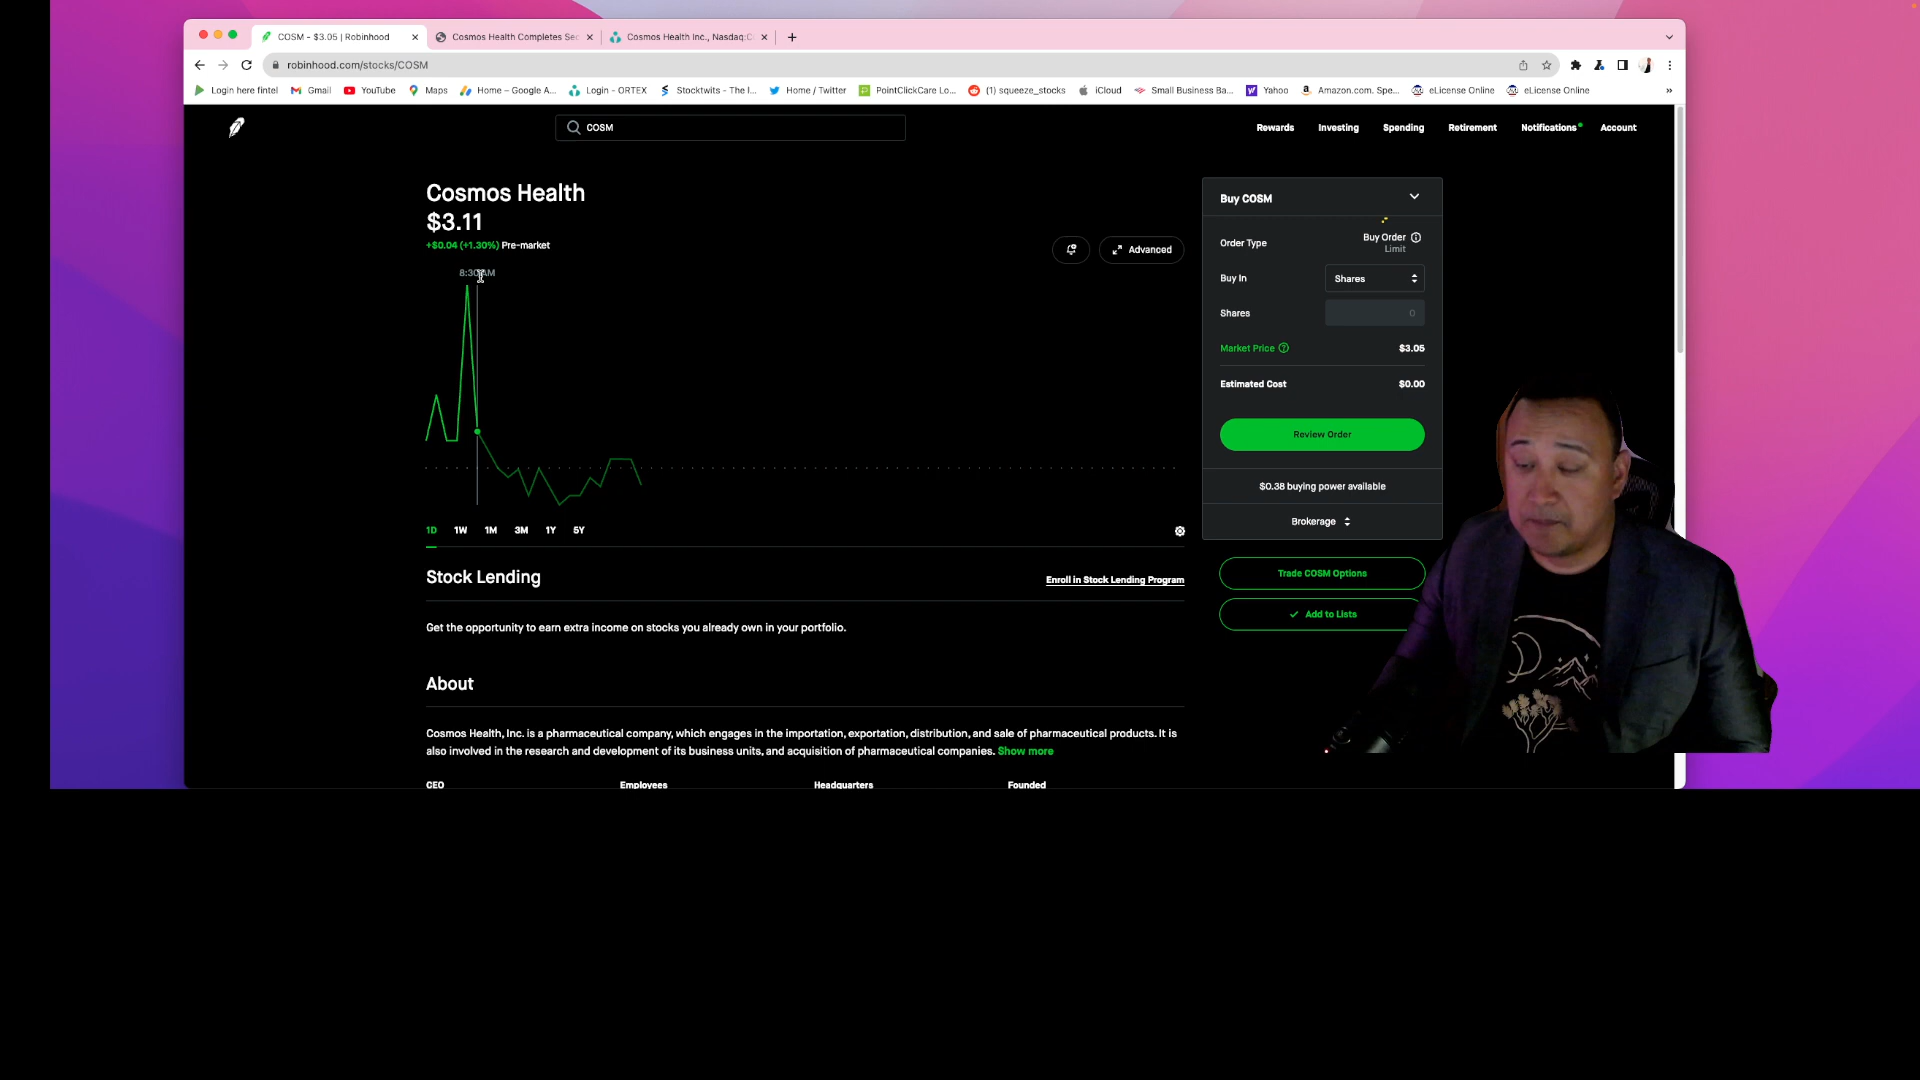 COSM - $3.05 | Robinhood
Cosmos Health Completes Sec
Cosmos Health Inc., Nasdaq:C
robinhood.com/stocks/COSM
Login here fintel
Gmail
YouTube
Maps
Home – Google A...
Login - ORTEX
Stocktwits - The l...
Home / Twitter
PointClickCare Lo...
(1) squeeze_stocks
iCloud
Small Business Ba...
Yahoo
Amazon.com. Spe...
eLicense Online
eLicense Online
»
COSM
Rewards
Investing
Spending
Retirement
Notifications
Account
Cosmos Health
$3.11
+$0.04 (+1.30%) Pre-market
Advanced
8:30 AM
1D
1W
1M
3M
1Y
5Y
Stock Lending
Enroll in Stock Lending Program
Get the opportunity to earn extra income on stocks you already own in your portfolio.
About
Cosmos Health, Inc. is a pharmaceutical company, which engages in the importation, exportation, distribution, and sale of pharmaceutical products. It is
also involved in the research and development of its business units, and acquisition of pharmaceutical companies. Show more
CEO
Employees
Headquarters
Founded
Buy COSM
Order Type
Buy Order
Limit
Buy In
Shares
Shares
0
Market Price
$3.05
Estimated Cost
$0.00
Review Order
$0.38 buying power available
Brokerage
Trade COSM Options
Add to Lists